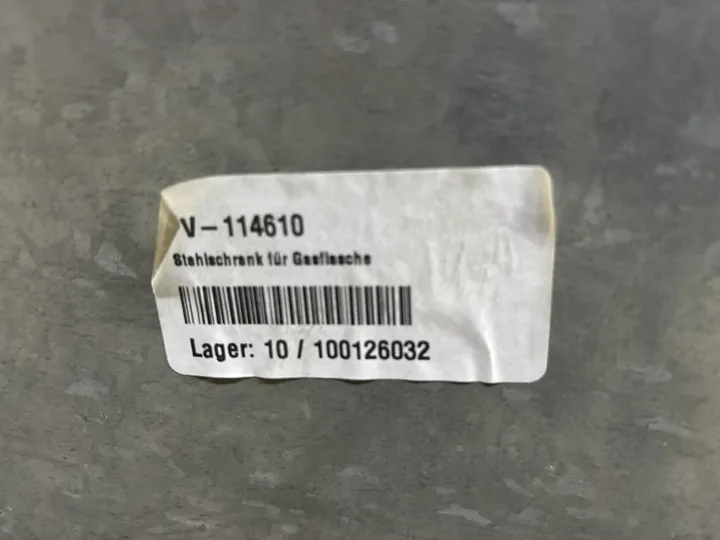 V-114610
Stahlschrank für Gasflasche
Lager: 10 / 100126032